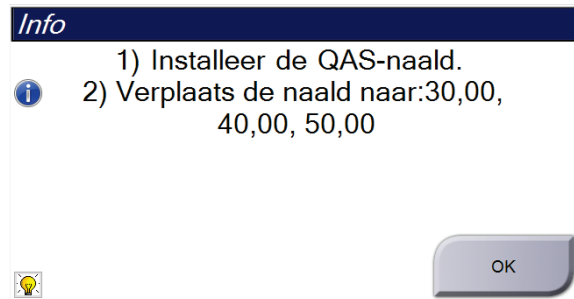 Info
1) Installeer de QAS-naald.
2) Verplaats de naald naar:30,00,
40,00, 50,00
OK